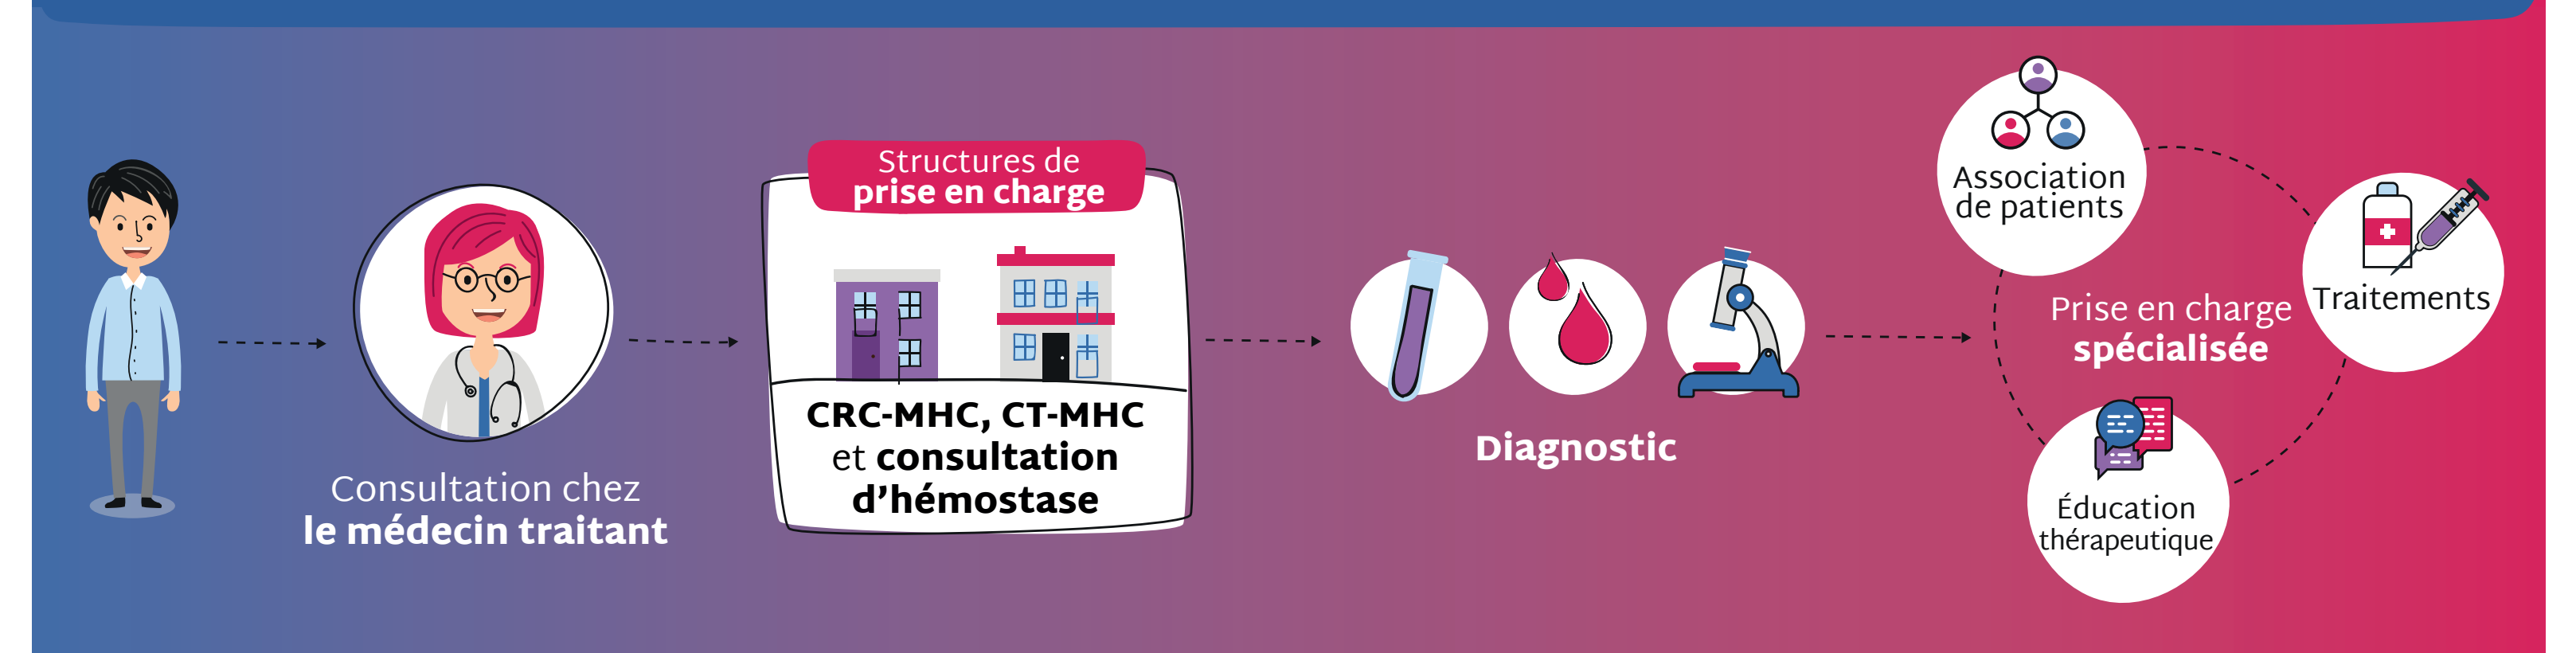 Consultation chez
le médecin traitant
Structures de
prise en charge
CRC-MHC, CT-MHC
et consultation
d’hémostase
Diagnostic
Association
de patients
Prise en charge
spécialisée
Traitements
Éducation
thérapeutique